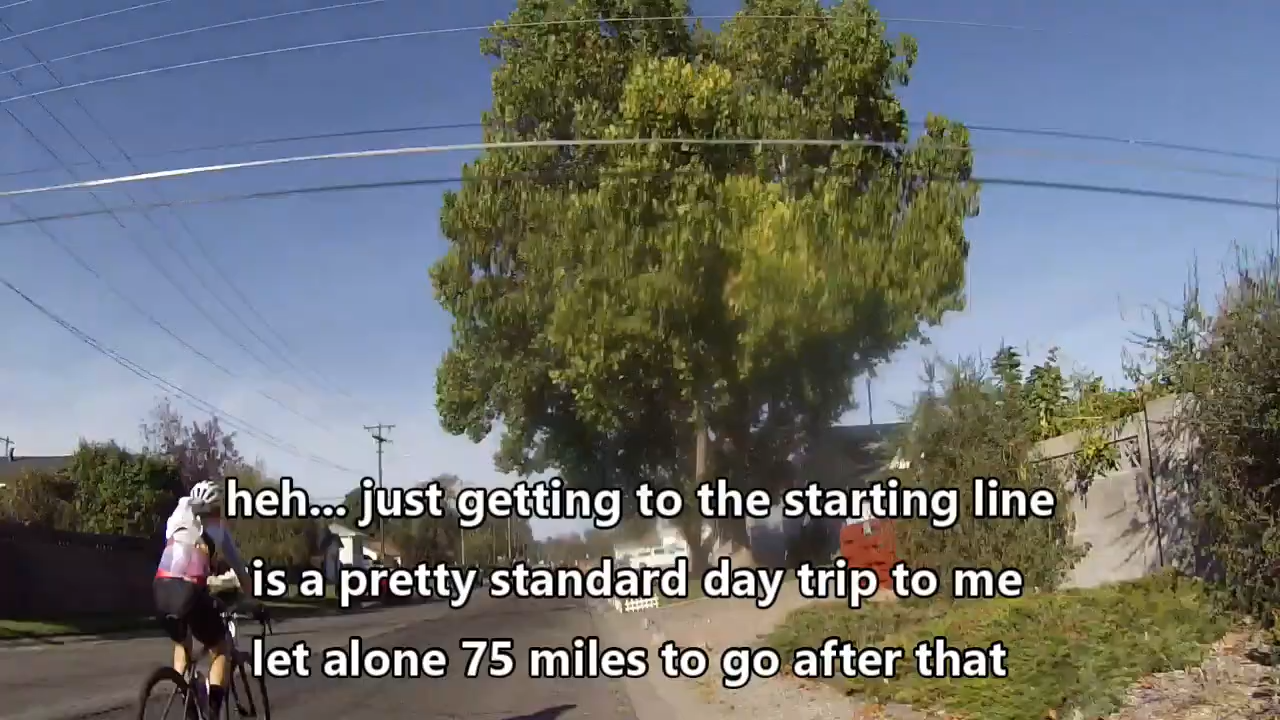 heh... just getting to the starting line
is a pretty standard day trip to me
let alone 75 miles to go after that